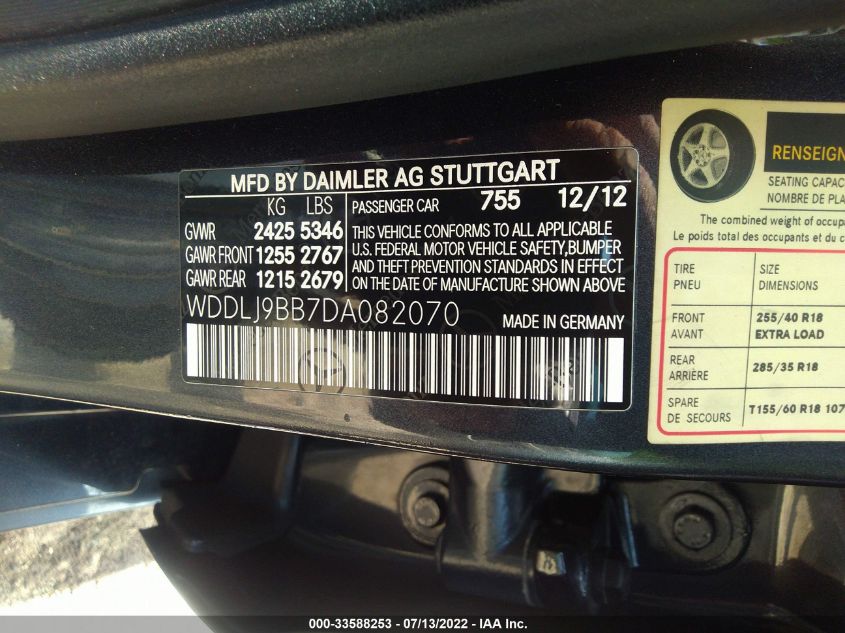 MFD BY DAIMLER AG STUTTGART
KG LBS
PASSENGER CAR 755 12/12
GVWR 2425 5346
GAWR FRONT 1255 2767
GAWR REAR 1215 2679
THIS VEHICLE CONFORMS TO ALL APPLICABLE
U.S. FEDERAL MOTOR VEHICLE SAFETY, BUMPER
AND THEFT PREVENTION STANDARDS IN EFFECT
ON THE DATE OF MANUFACTURE SHOWN ABOVE
WDDLJ9BB7DA082070
MADE IN GERMANY
SEATING
NOMBRE DE
The combined weight of
Le poids total des occupants et du
TIRE SIZE
PNEU DIMENSIONS
FRONT 255/40 R18
AVANT EXTRA LOAD
REAR 285/35 R18
ARRIÈRE
SPARE T155/60 R18 107
DE SECOURS
000-33588253 - 07/13/2022 - IAA Inc.